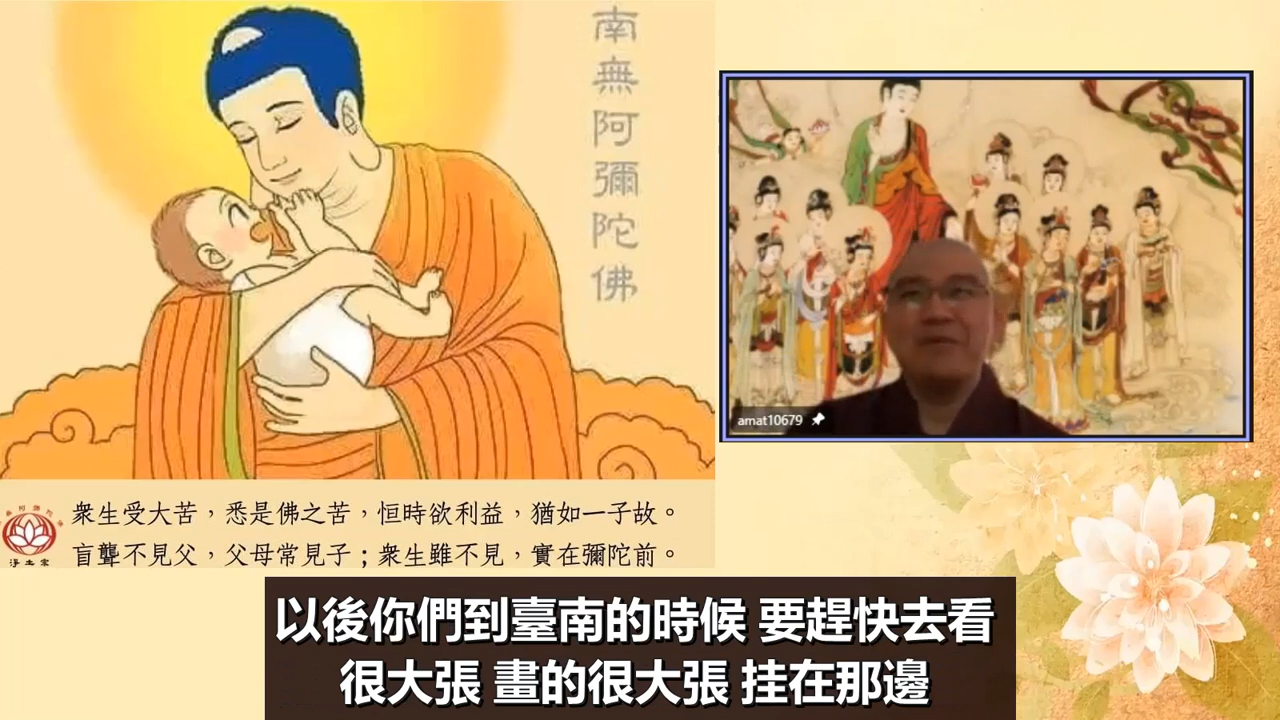 南無阿彌陀佛
amat10679
衆生受大苦，悉是佛之苦，恒時欲利益，猶如一子故。
盲聾不見父，父母常見子；衆生雖不見，實在彌陀前。
淨土宗
以後你們到臺南的時候 要趕快去看
很大張 畫的很大張 挂在那邊